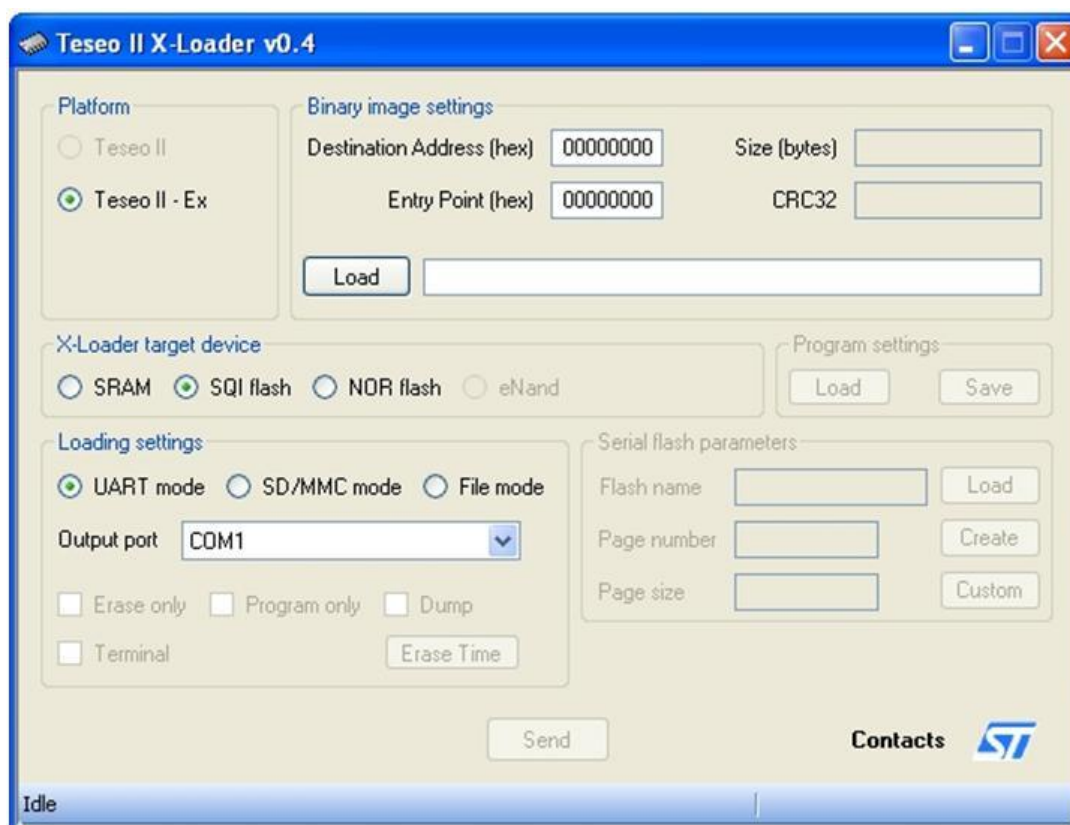 Teseo II X-Loader v0.4
Platform
Teseo II
Teseo II - Ex
Binary image settings
Destination Address (hex) 00000000 Size (bytes)
Entry Point (hex) 00000000 CRC32
Load
X-Loader target device
SRAM SQI flash NOR flash eNand
Program settings
Load Save
Loading settings
UART mode SD/MMC mode File mode
Output port COM1
Erase only Program only Dump
Terminal Erase Time
Serial flash parameters
Flash name Load
Page number Create
Page size Custom
Send
Contacts ST
Idle